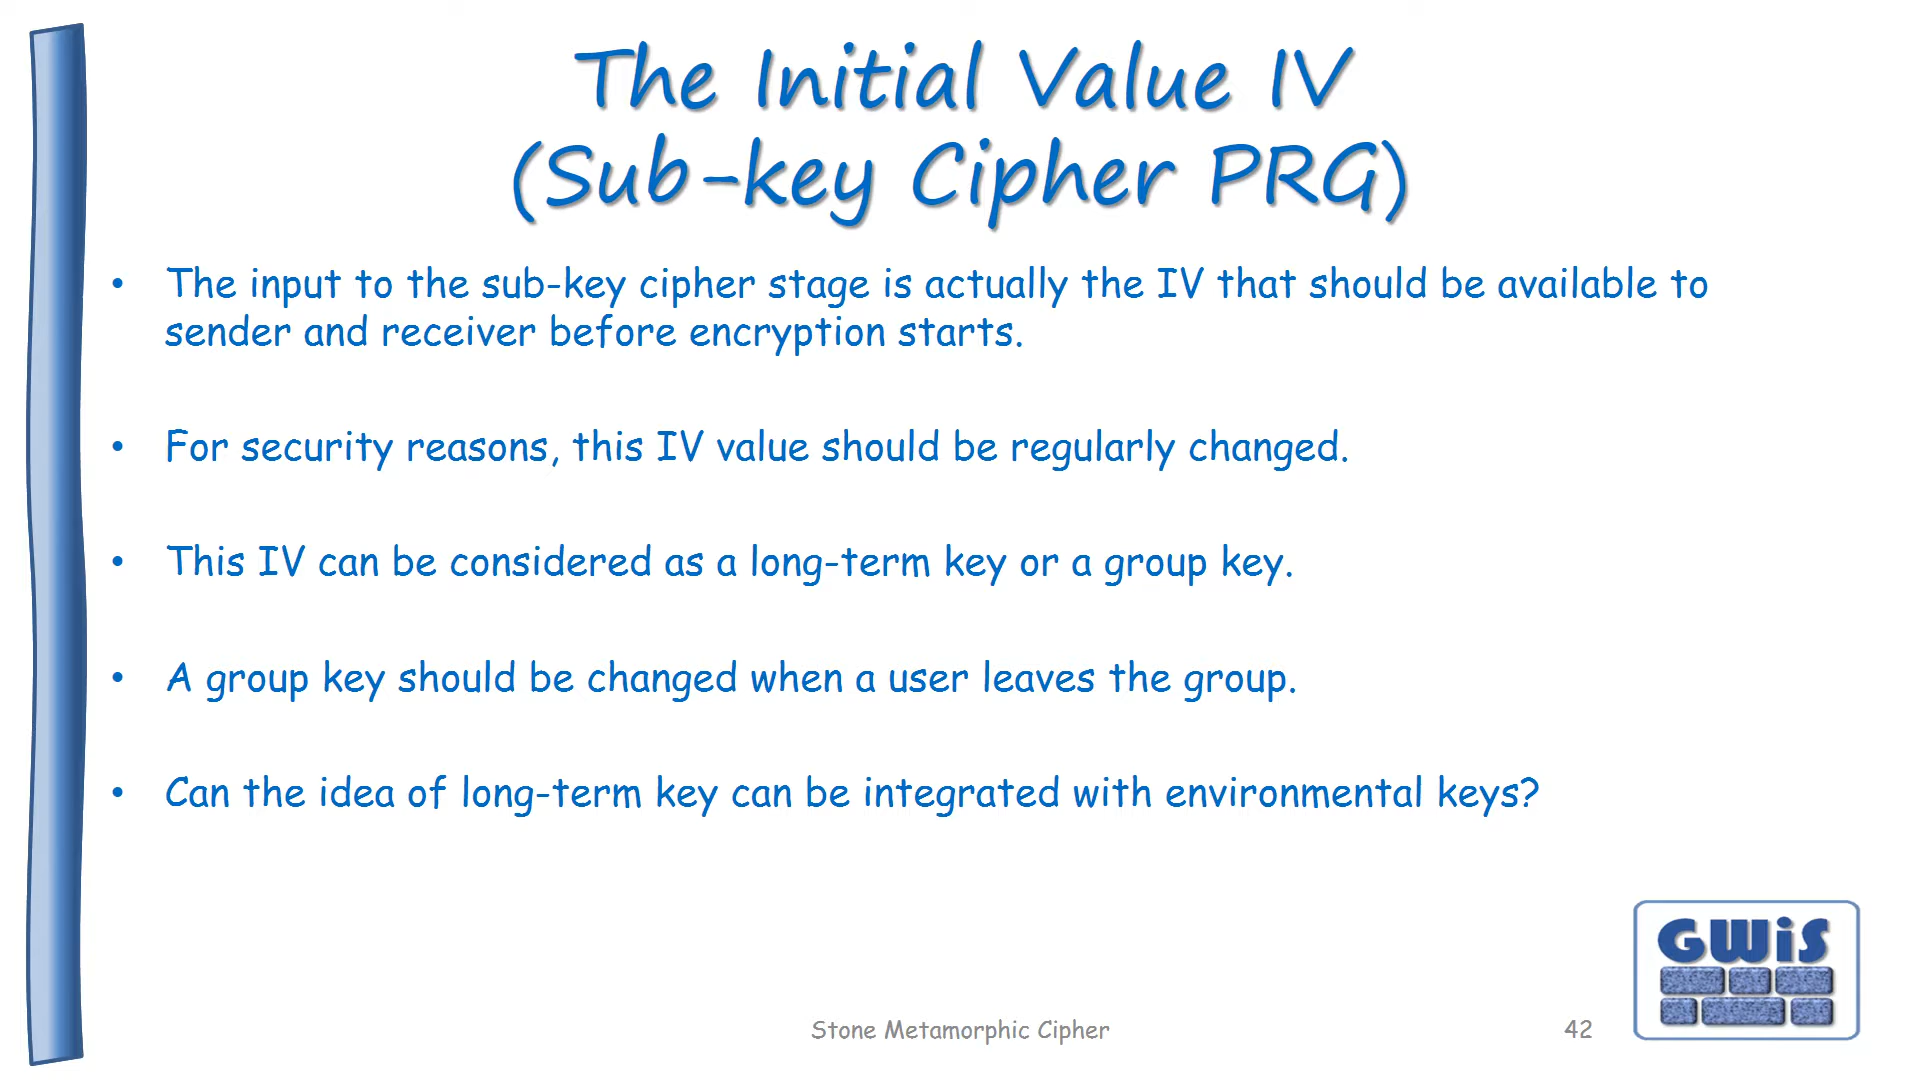 The Initial Value IV
(Sub-key Cipher PRG)
• The input to the sub-key cipher stage is actually the IV that should be available to
sender and receiver before encryption starts.
• For security reasons, this IV value should be regularly changed.
• This IV can be considered as a long-term key or a group key.
• A group key should be changed when a user leaves the group.
• Can the idea of long-term key can be integrated with environmental keys?
GWiS
Stone Metamorphic Cipher
42